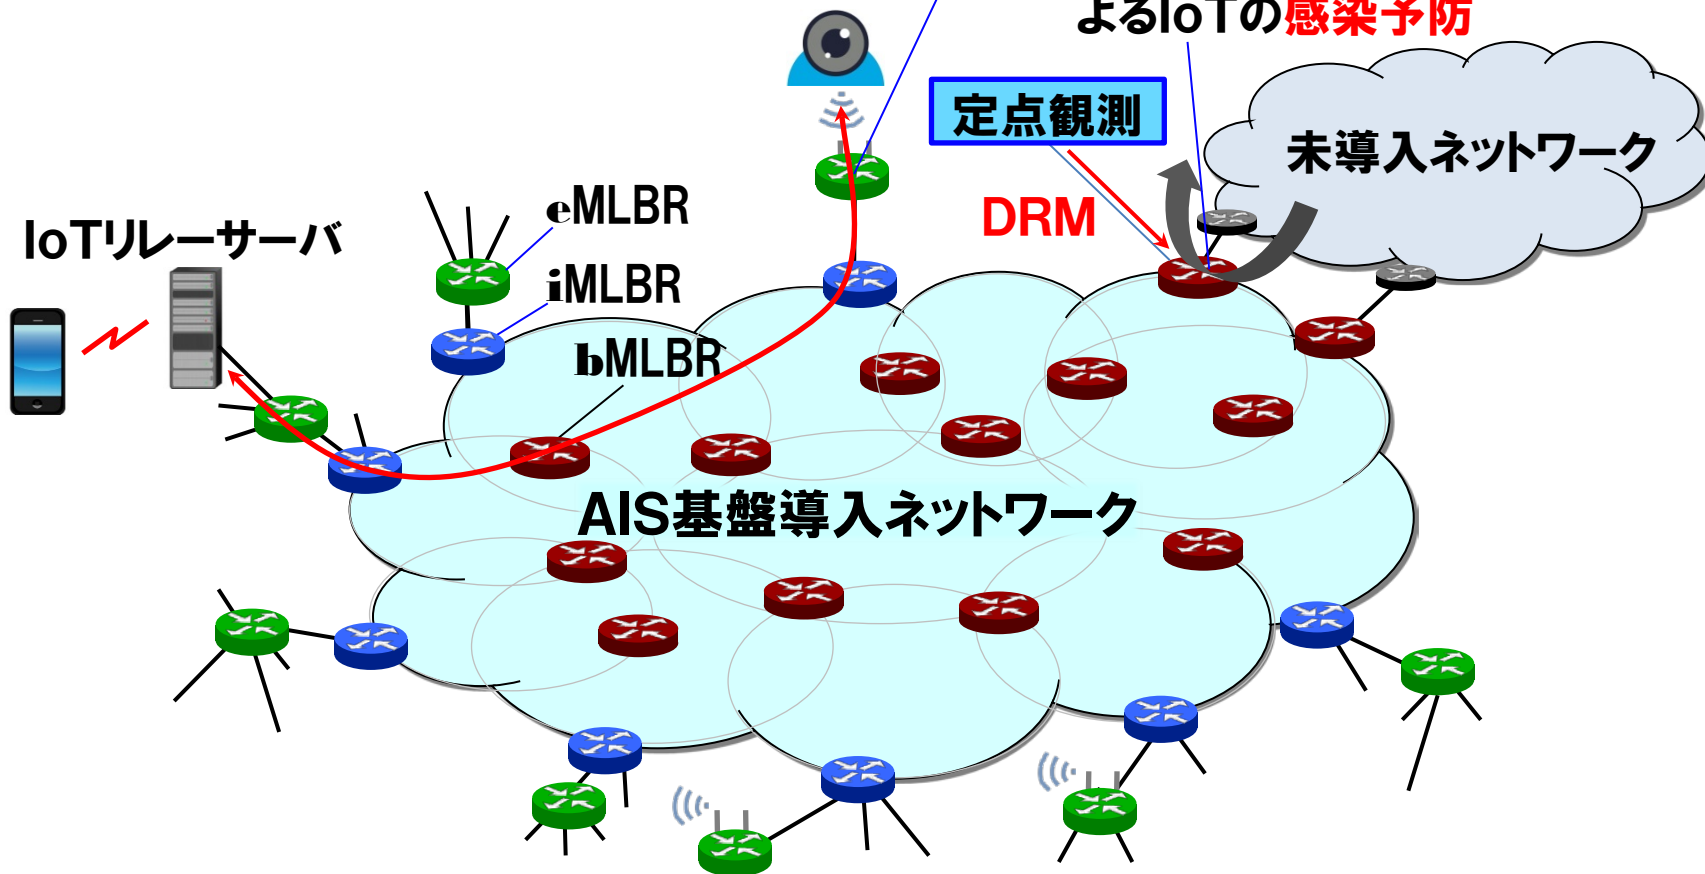 よるIoTの感染予防
定点観測
未導入ネットワーク
eMLBR
DRM
IoTリレーサーバ
iMLBR
bMLBR
AIS基盤導入ネットワーク